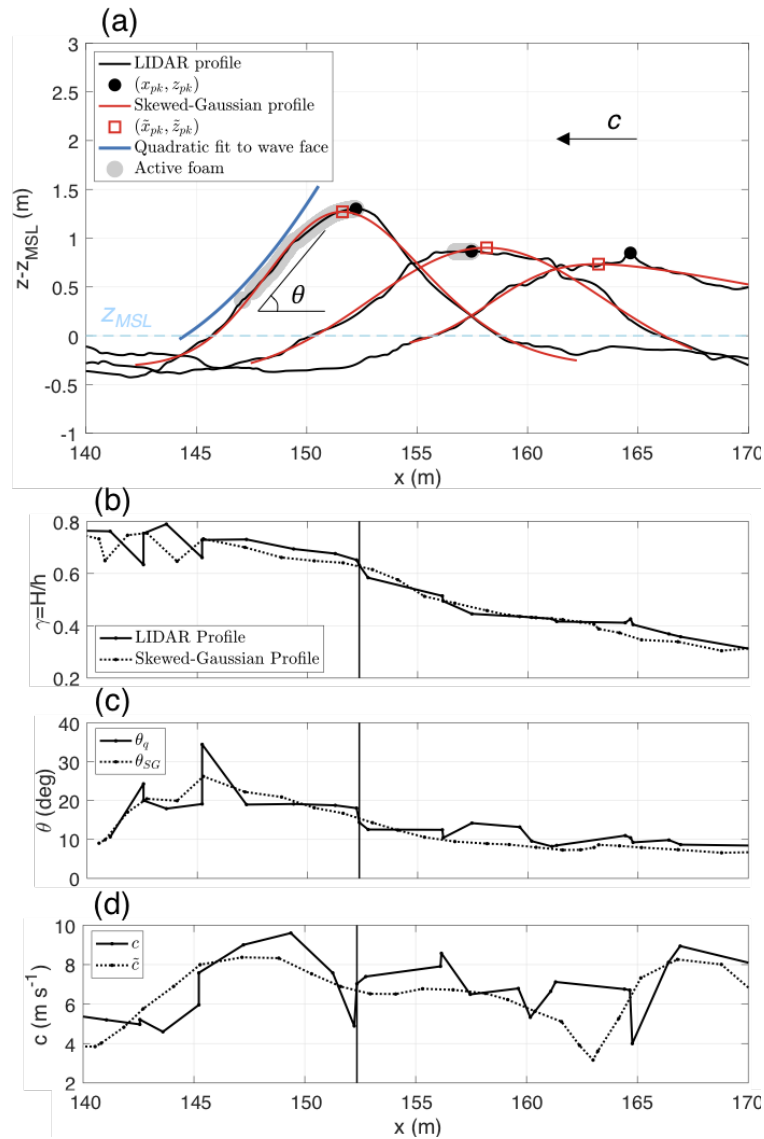 (a)
3
2.5
2
1.5
1
0.5
0
-0.5
-1
z-z_MSL (m)
LIDAR profile
(x_pk, z_pk)
Skewed-Gaussian profile
(x̃_pk, z̃_pk)
Quadratic fit to wave face
Active foam
c
θ
z_MSL
140 145 150 155 160 165 170
x (m)
(b)
0.8
0.6
0.4
0.2
γ=H/h
LIDAR Profile
Skewed-Gaussian Profile
(c)
40
30
20
10
0
θ (deg)
θ_q
θ_SG
(d)
10
8
6
4
2
c (m s⁻¹)
c
c̃
140 145 150 155 160 165 170
x (m)